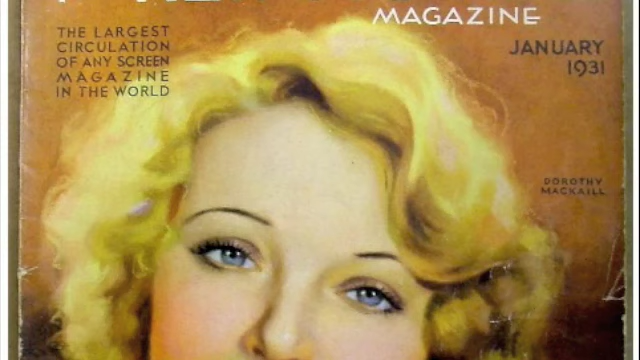 MAGAZINE
THE LARGEST
CIRCULATION
OF ANY SCREEN
MAGAZINE
IN THE WORLD
JANUARY
1931
DOROTHY
MACKAILL